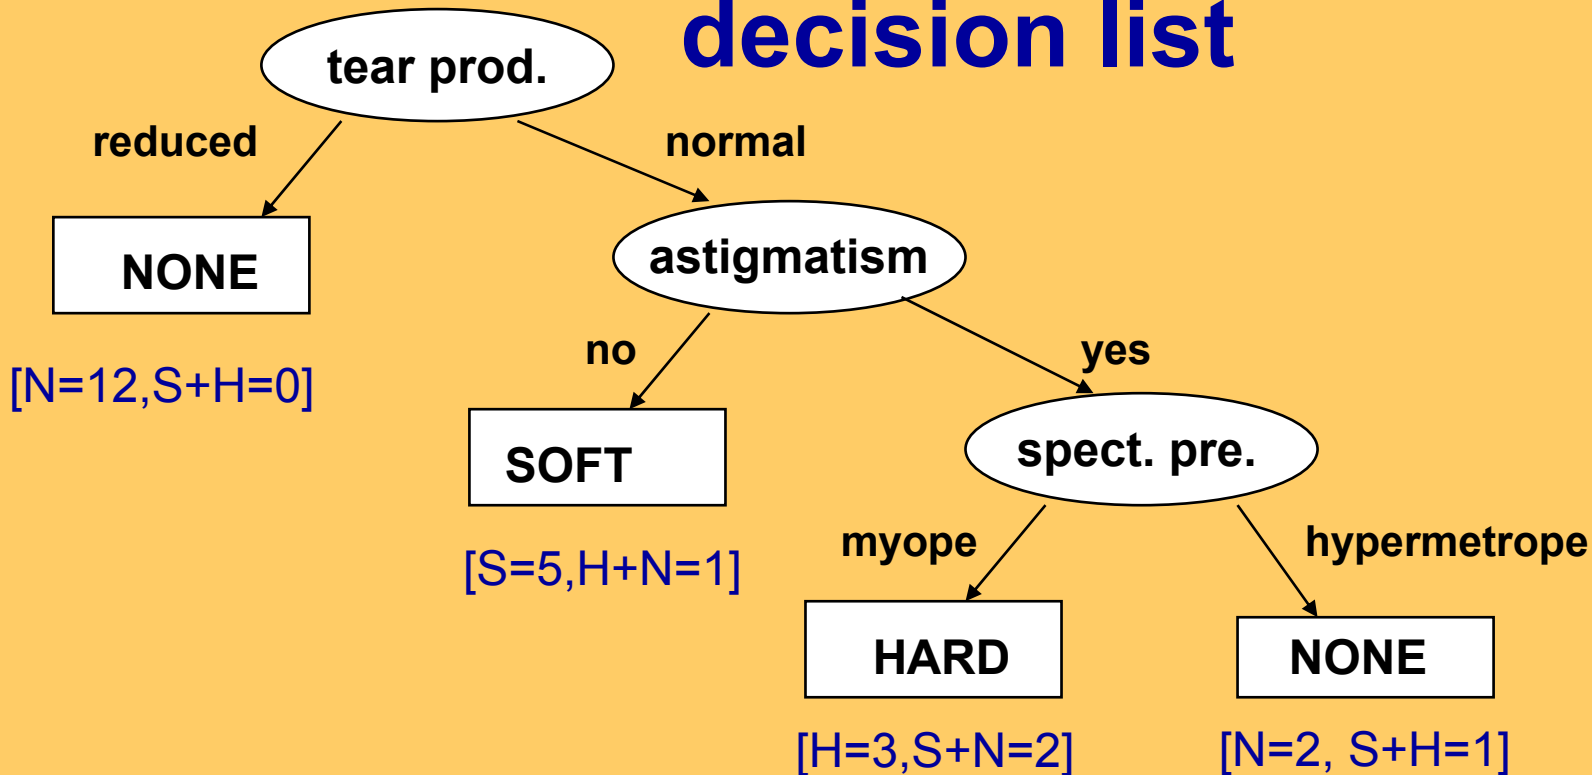 decision list
tear prod.
reduced
normal
NONE
astigmatism
[N=12,S+H=0]
no
yes
SOFT
spect. pre.
[S=5,H+N=1]
myope
hypermetrope
HARD
NONE
[H=3,S+N=2]
[N=2, S+H=1]